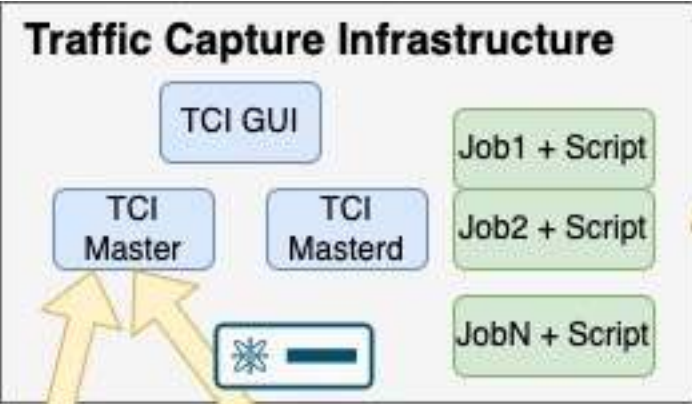 Traffic Capture Infrastructure
TCI GUI
TCI
Master
TCI
Masterd
Job1 + Script
Job2 + Script
JobN + Script